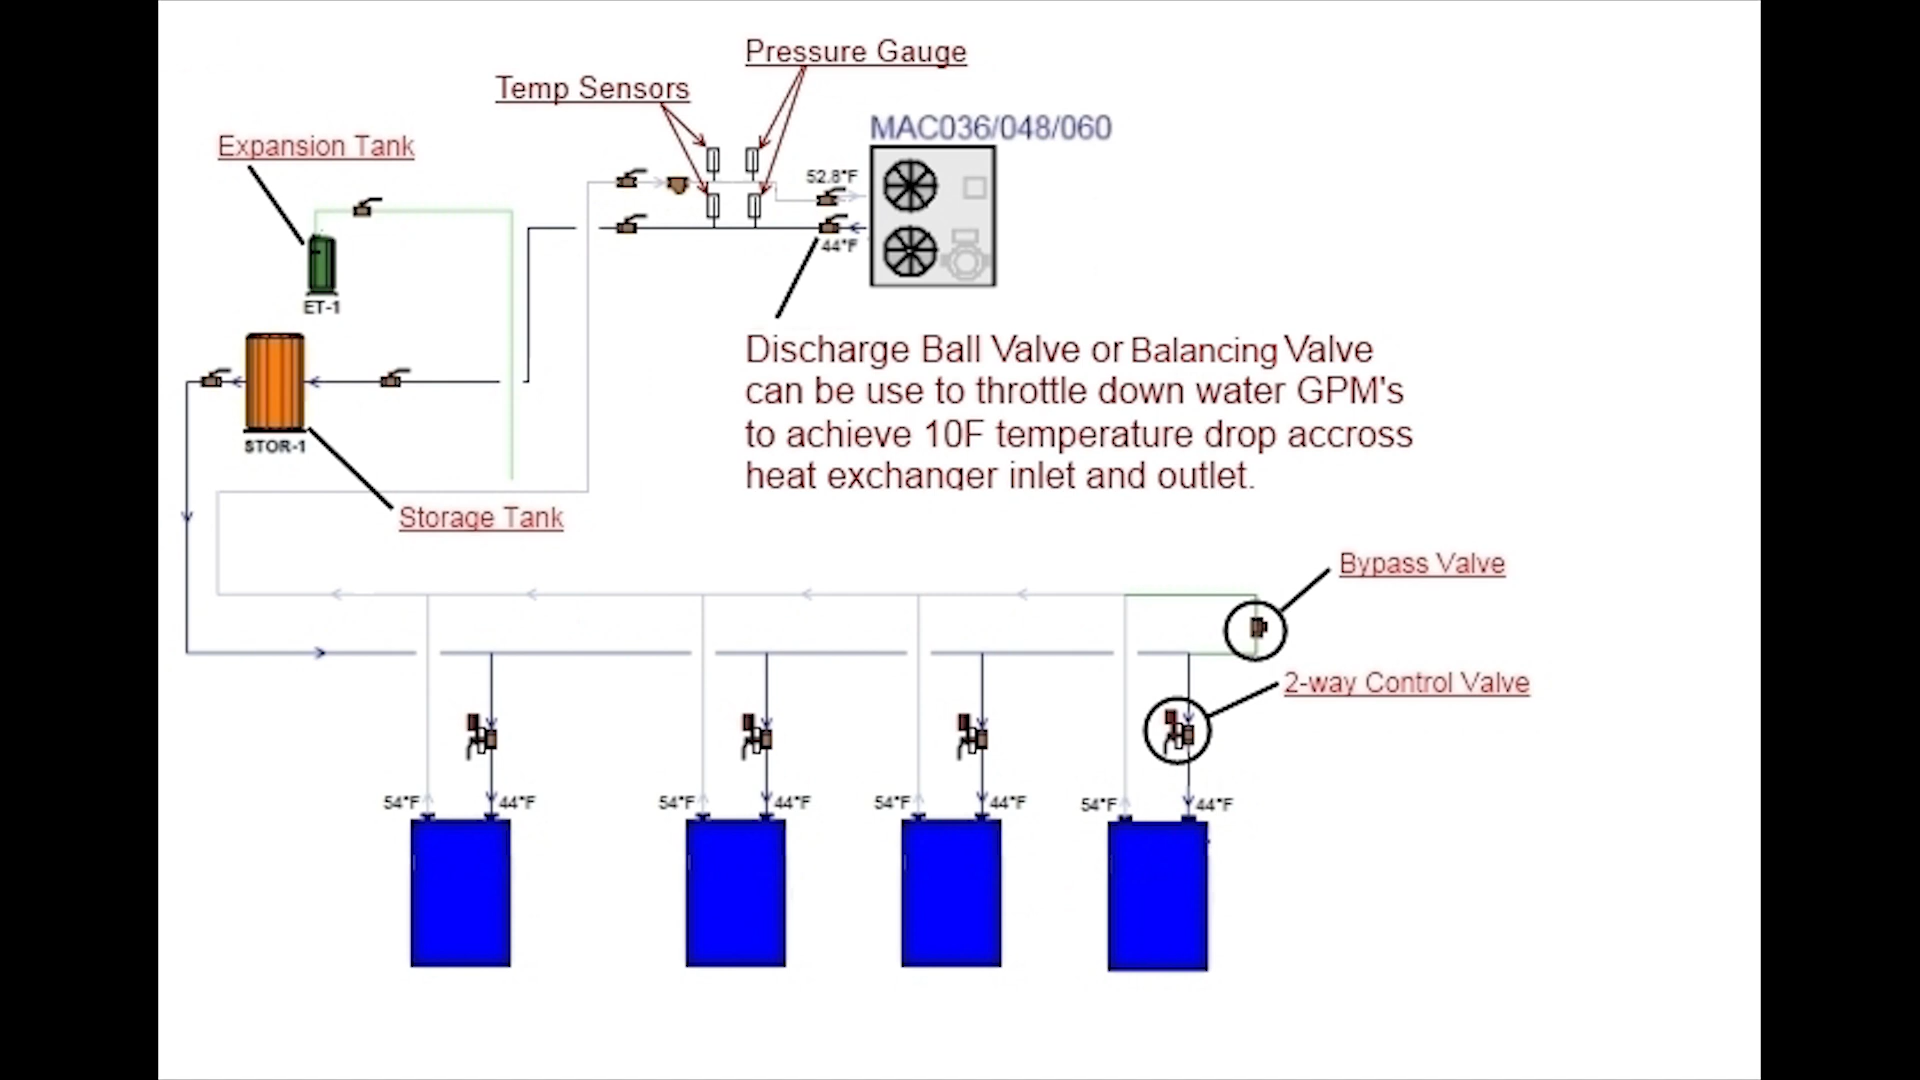 Pressure Gauge
Temp Sensors
MAC036/048/060
Expansion Tank
52.8°F
44°F
ET-1
Discharge Ball Valve or Balancing Valve
can be use to throttle down water GPM's
to achieve 10F temperature drop accross
heat exchanger inlet and outlet.
STOR-1
Storage Tank
Bypass Valve
2-way Control Valve
54°F 44°F 54°F 44°F 54°F 44°F 54°F 44°F